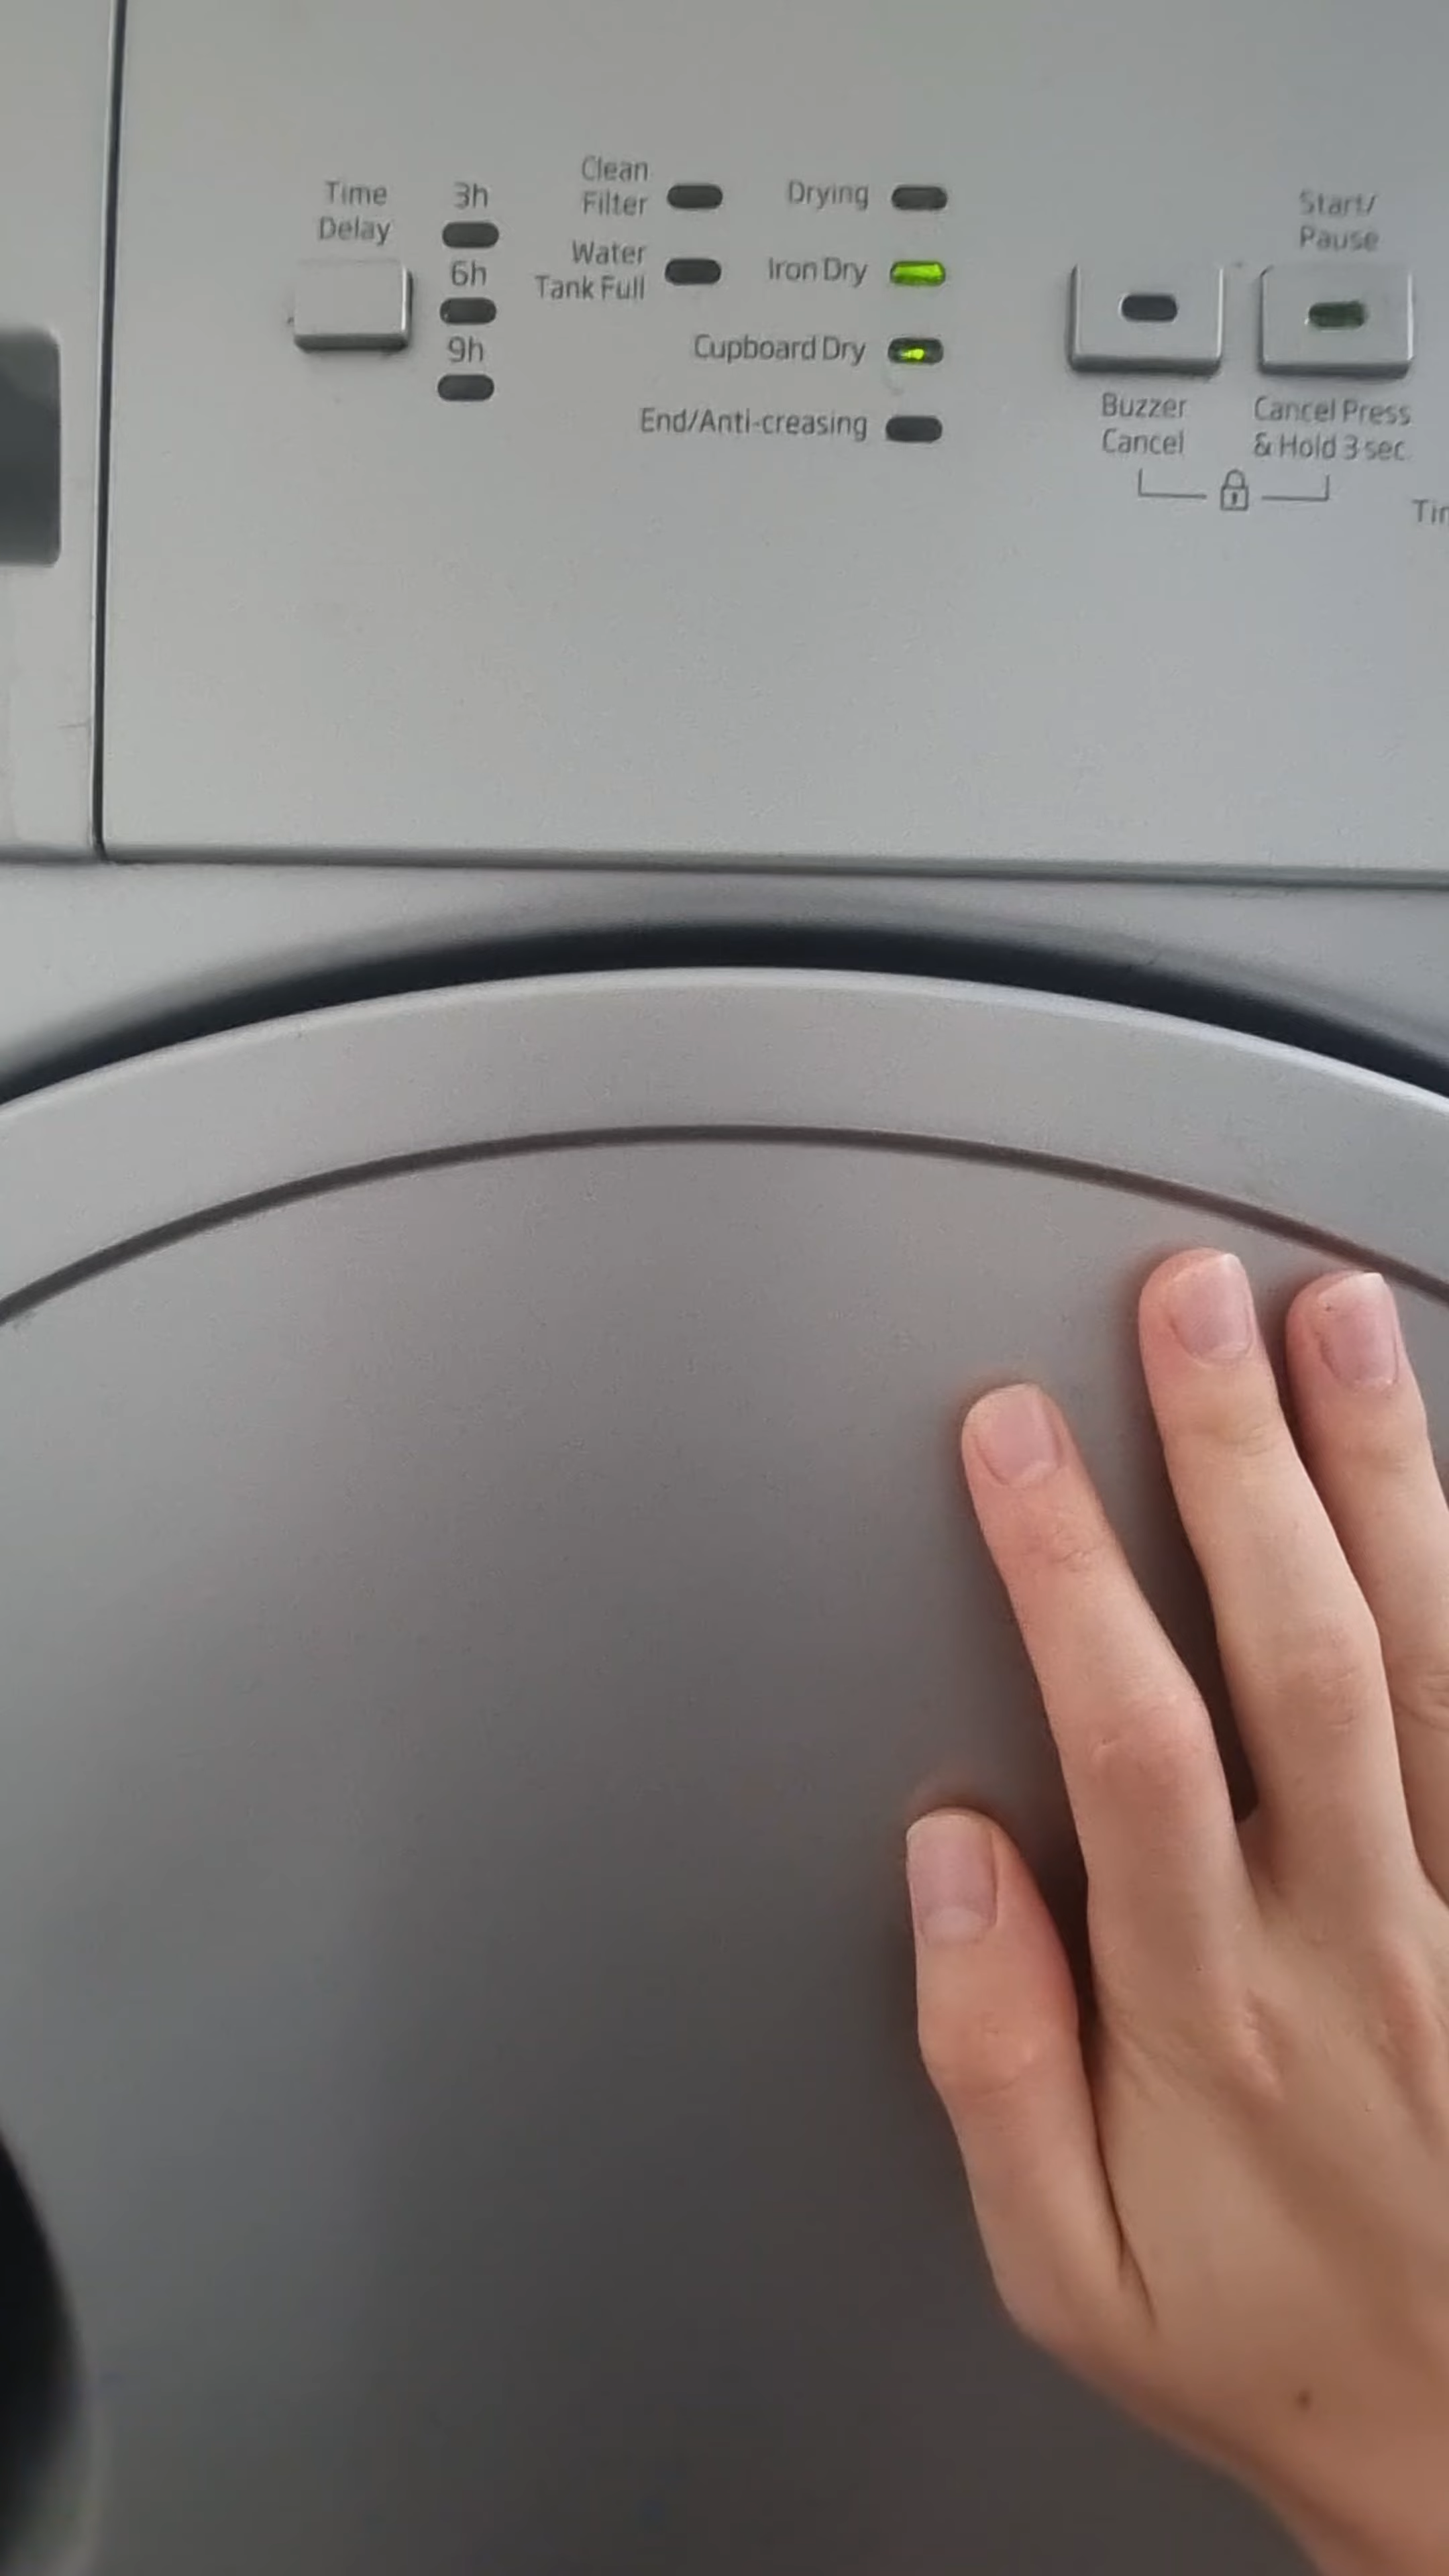 Time
Delay
3h
6h
9h
Clean
Filter
Water
Tank Full
Drying
Iron Dry
Cupboard Dry
End/Anti-creasing
Buzzer
Cancel
Start/
Pause
Cancel Press
& Hold 3 sec.